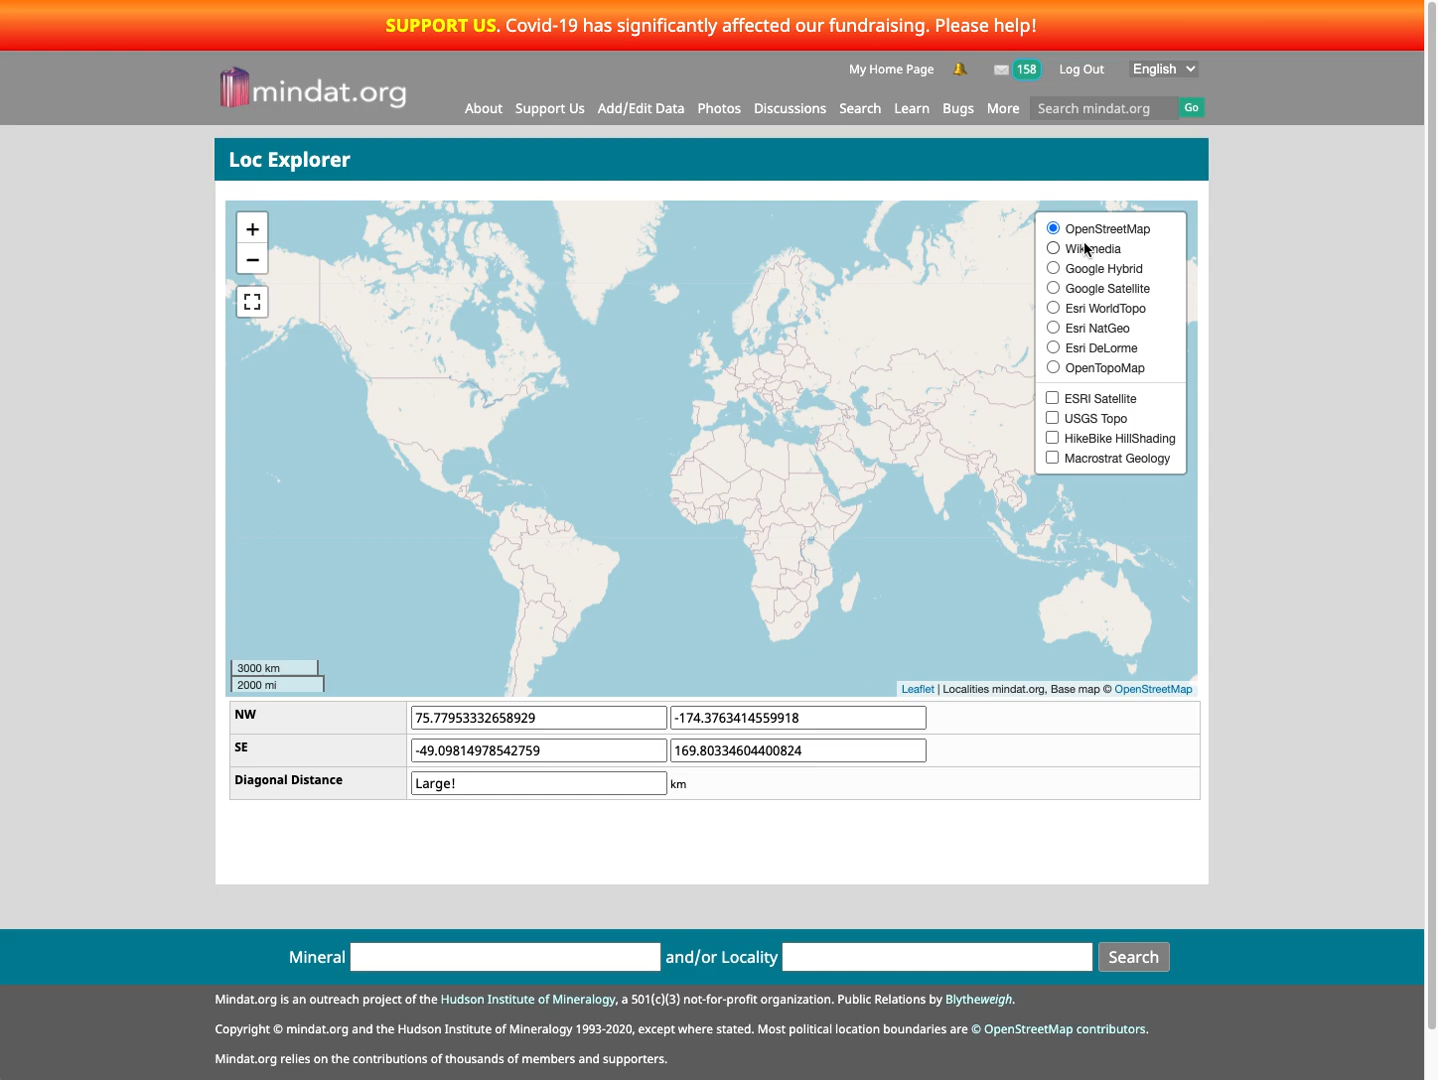 SUPPORT US. Covid-19 has significantly affected our fundraising. Please help!
My Home Page 158 Log Out English
mindat.org
About Support Us Add/Edit Data Photos Discussions Search Learn Bugs More Search mindat.org Go
Loc Explorer
+
−
OpenStreetMap
Wikimedia
Google Hybrid
Google Satellite
Esri WorldTopo
Esri NatGeo
Esri DeLorme
OpenTopoMap
ESRI Satellite
USGS Topo
HikeBike HillShading
Macrostrat Geology
3000 km
2000 mi
Leaflet | Localities mindat.org, Base map © OpenStreetMap
NW 75.77953332658929 -174.3763414559918
SE -49.09814978542759 169.80334604400824
Diagonal Distance Large! km
Mineral and/or Locality Search
Mindat.org is an outreach project of the Hudson Institute of Mineralogy, a 501(c)(3) not-for-profit organization. Public Relations by Blytheweigh.
Copyright © mindat.org and the Hudson Institute of Mineralogy 1993-2020, except where stated. Most political location boundaries are © OpenStreetMap contributors.
Mindat.org relies on the contributions of thousands of members and supporters.